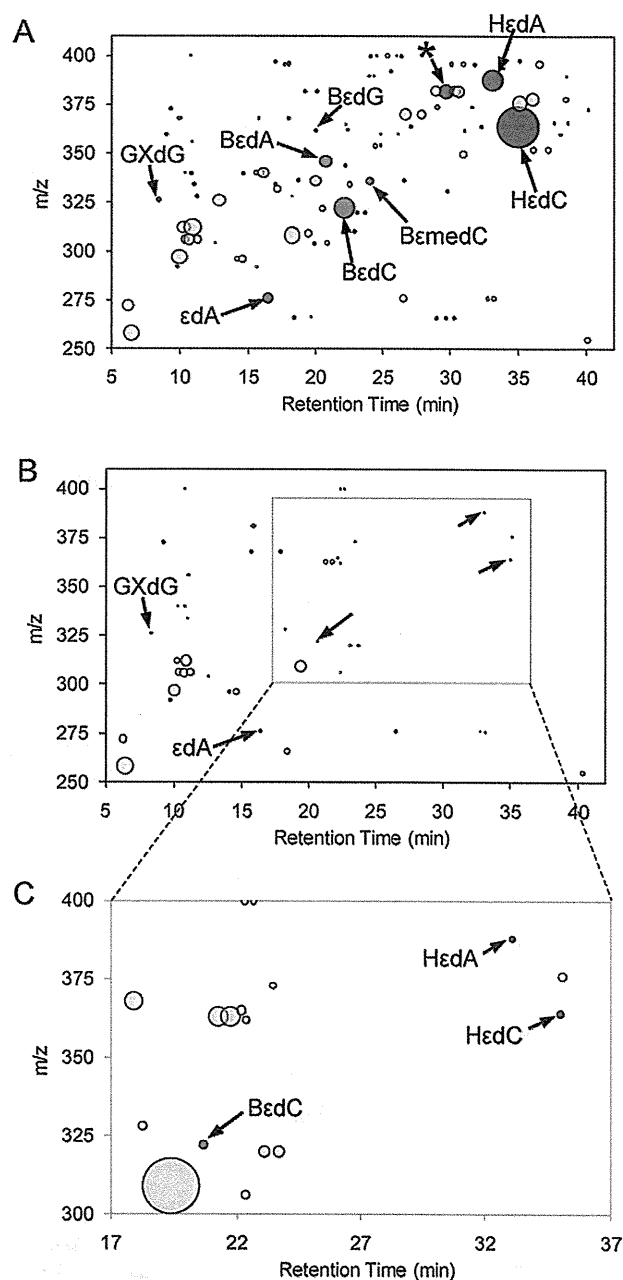 A
HεdA
*
400
375
350
325
300
275
250
m/z
BεdG
BεdA
GXdG
HεdC
BεmedC
BεdC
εdA
5 10 15 20 25 30 35 40
Retention Time (min)
B
400
375
350
325
300
275
250
m/z
GXdG
εdA
5 10 15 20 25 30 35 40
Retention Time (min)
C
400
375
350
325
300
m/z
HεdA
HεdC
BεdC
17 22 27 32 37
Retention Time (min)